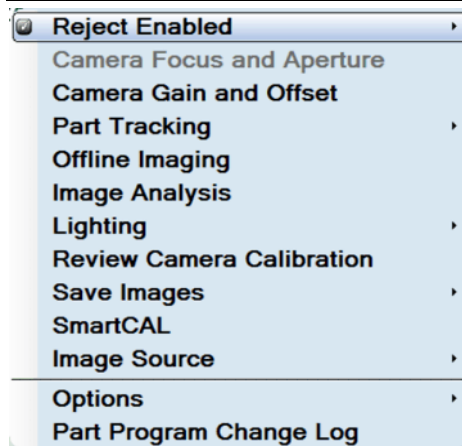 Reject Enabled
Camera Focus and Aperture
Camera Gain and Offset
Part Tracking
Offline Imaging
Image Analysis
Lighting
Review Camera Calibration
Save Images
SmartCAL
Image Source
Options
Part Program Change Log